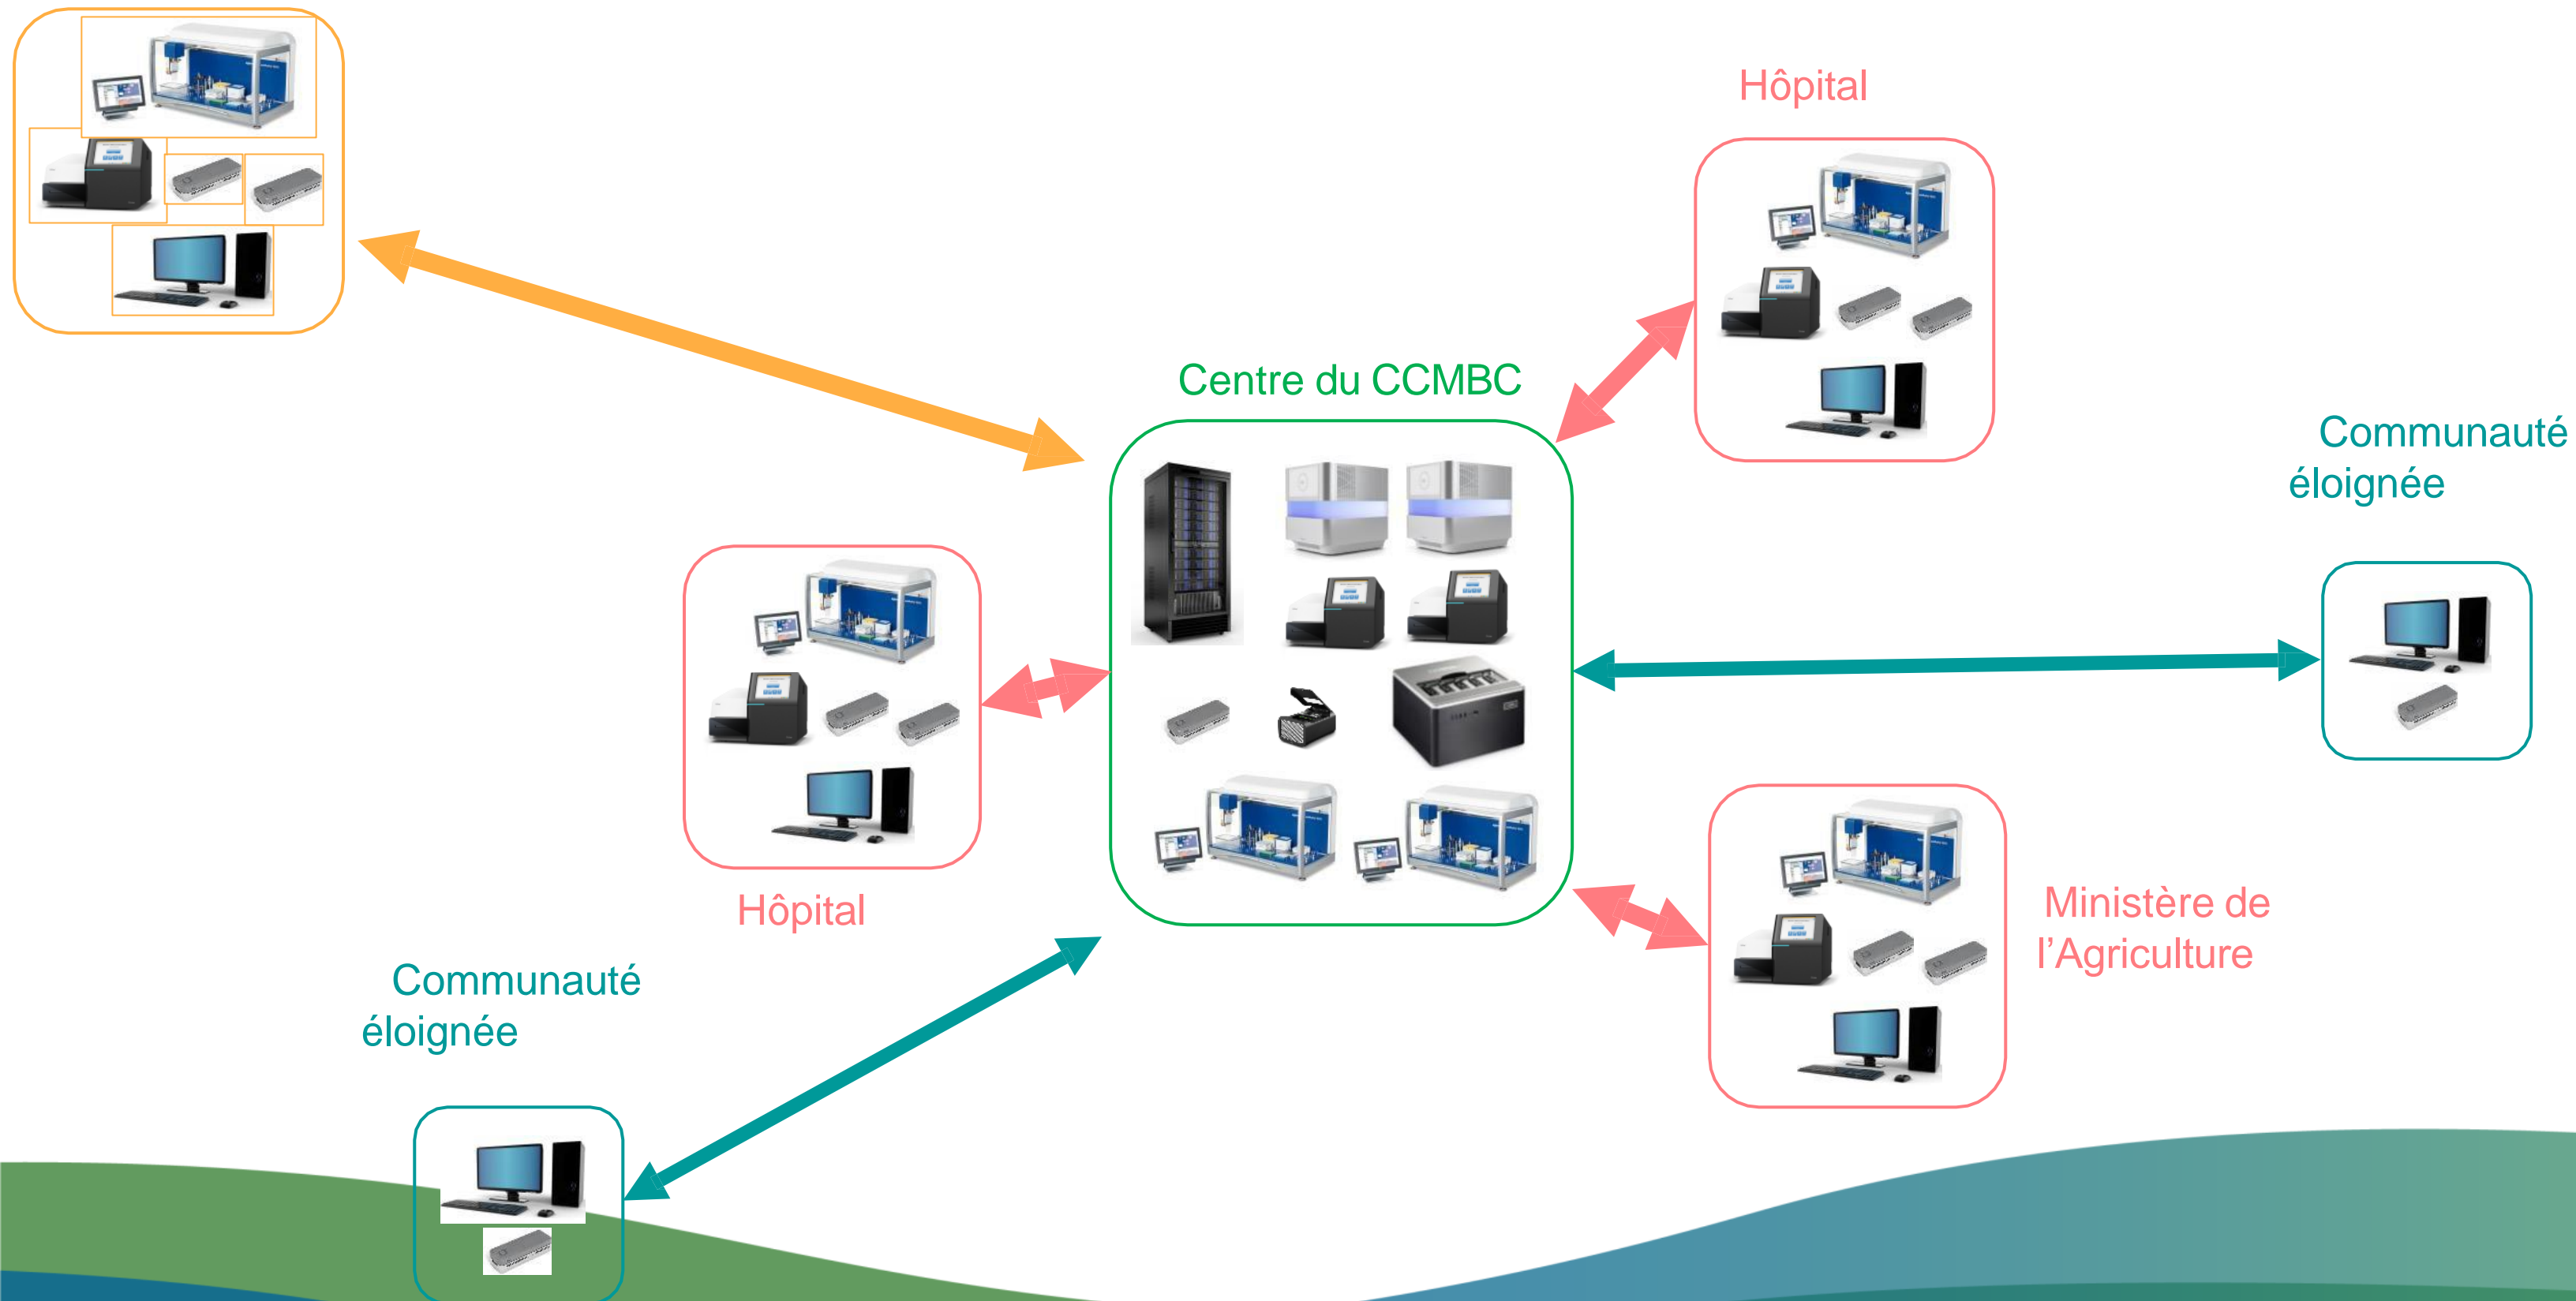 Hôpital
Centre du CCMBC
Communauté
éloignée
Hôpital
Ministère de
l’Agriculture
Communauté
éloignée